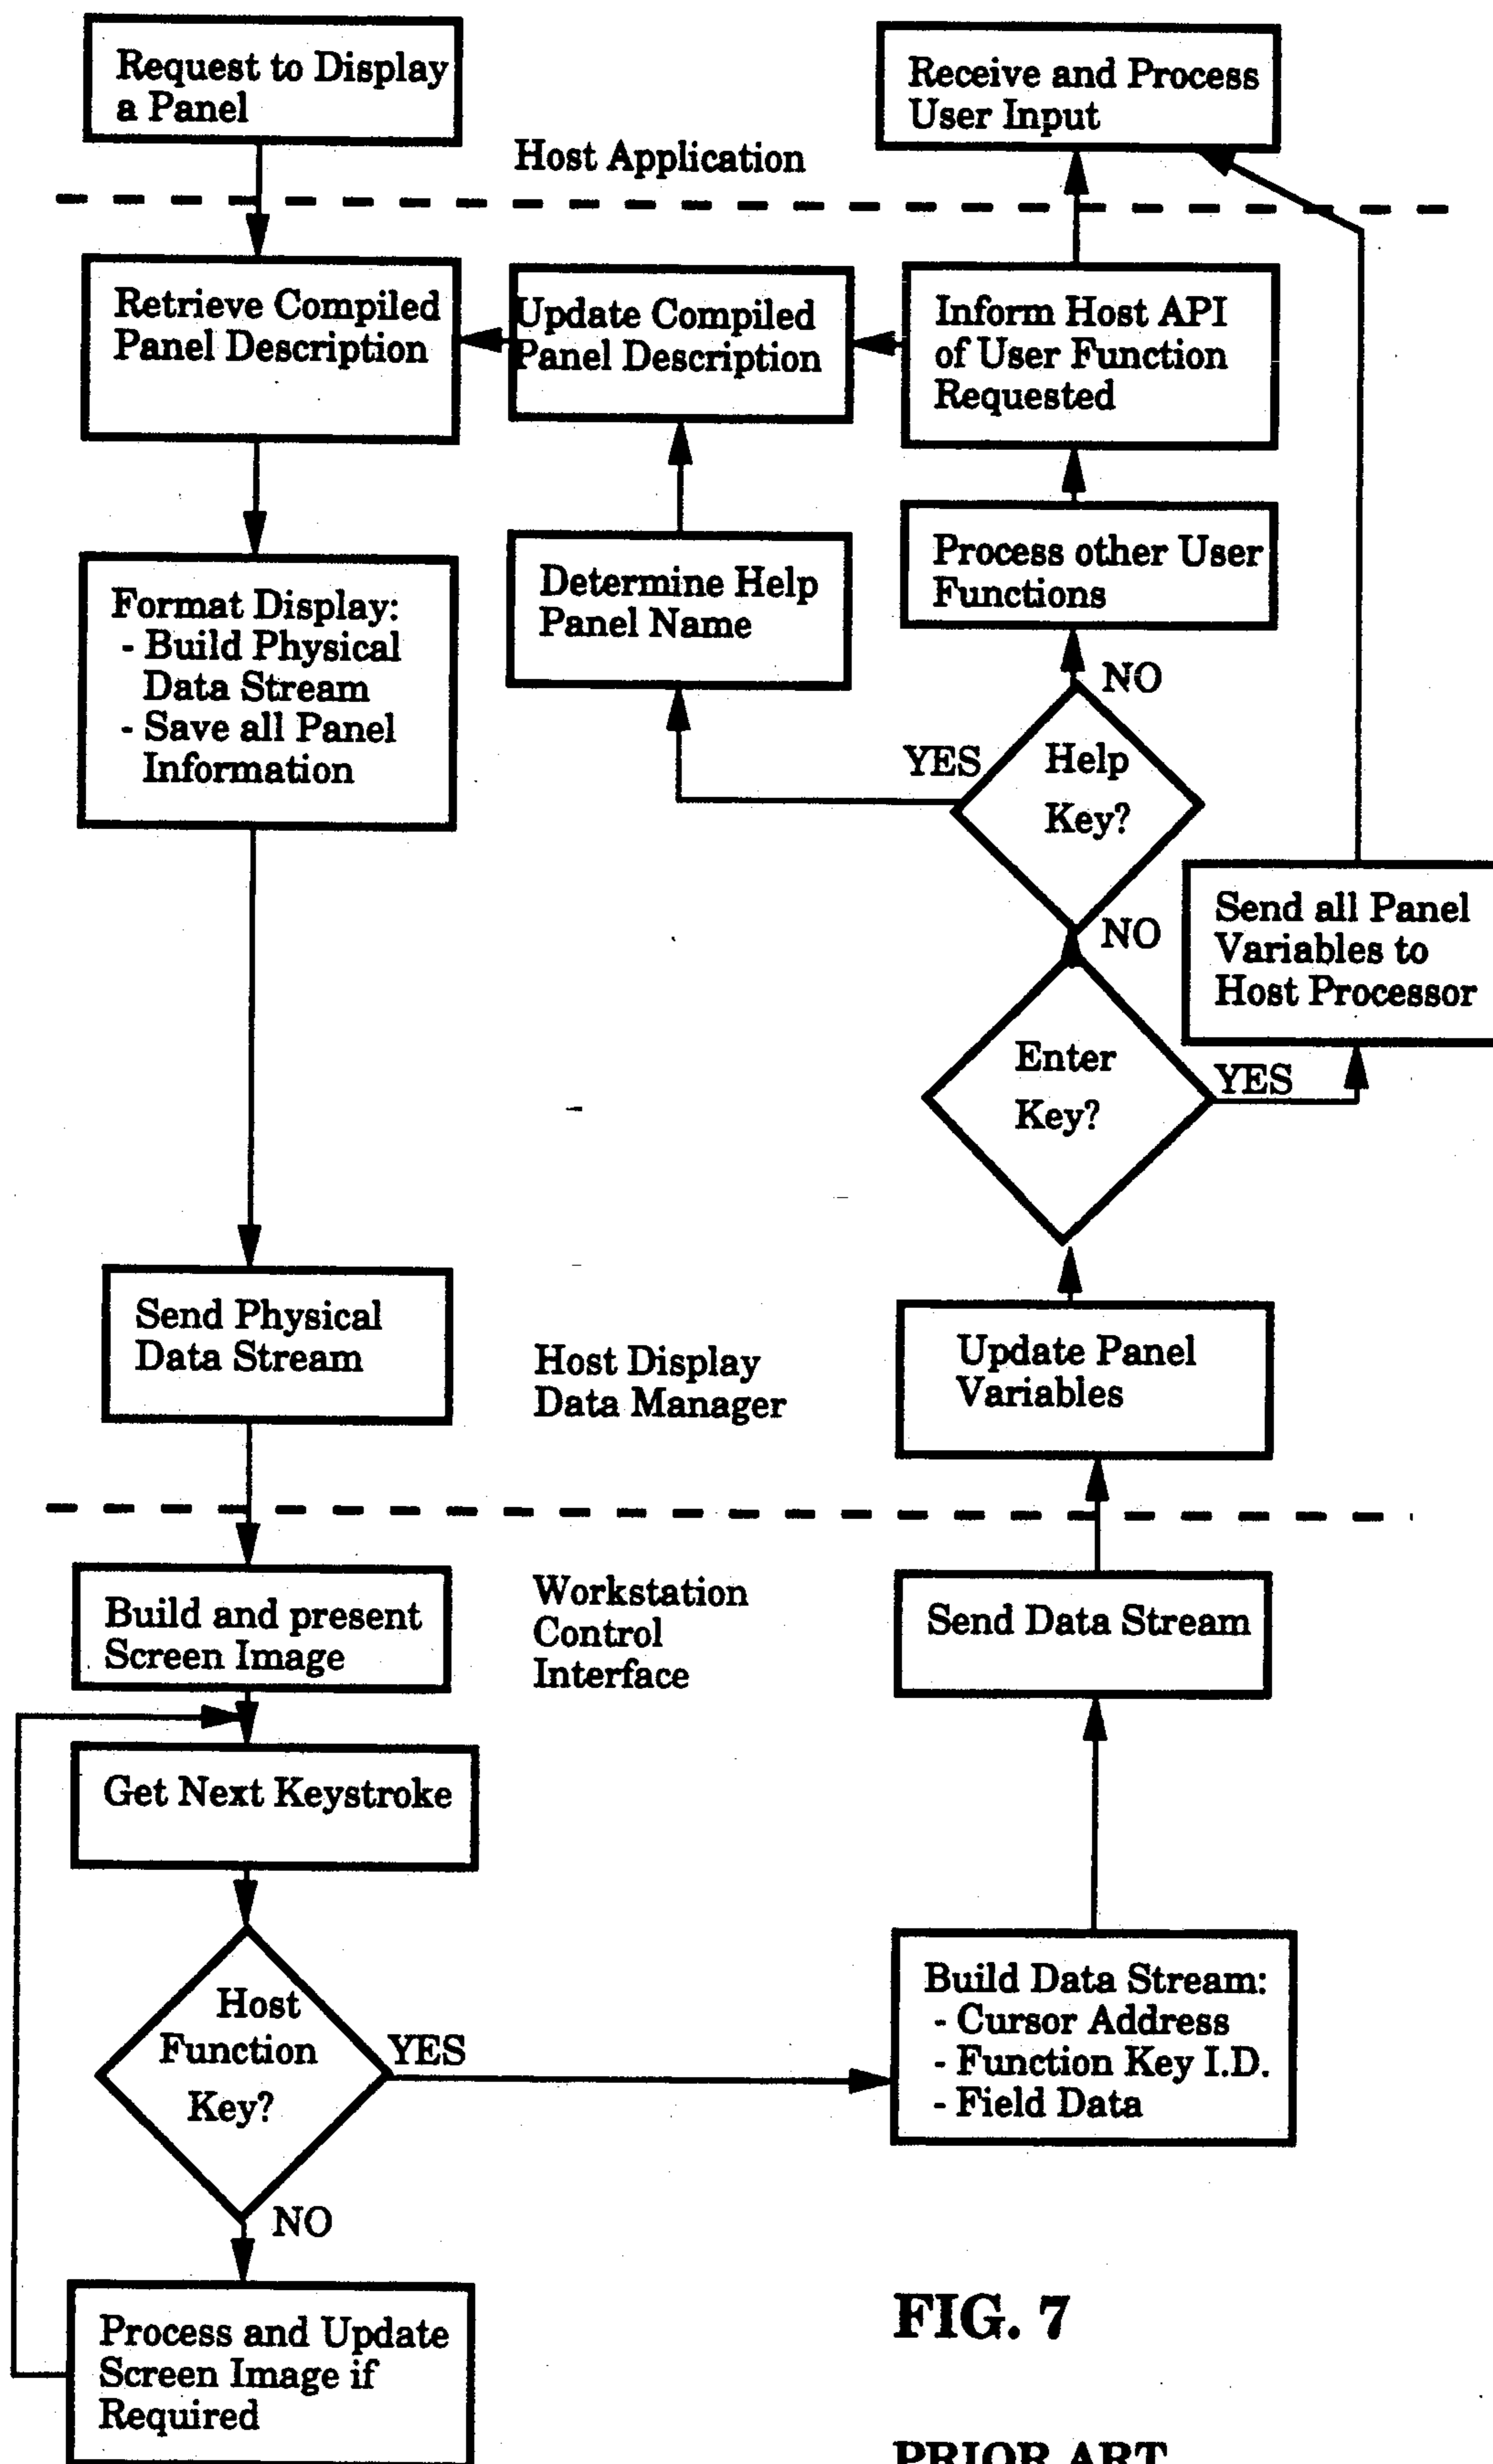 Request to Display
a Panel
Receive and Process
User Input
Host Application
Retrieve Compiled
Panel Description
Update Compiled
Panel Description
Inform Host API
of User Function
Requested
Format Display:
- Build Physical
Data Stream
- Save all Panel
Information
Determine Help
Panel Name
Process other User
Functions
NO
YES
Help
Key?
NO
Send all Panel
Variables to
Host Processor
Enter
Key?
YES
Send Physical
Data Stream
Host Display
Data Manager
Update Panel
Variables
Build and present
Screen Image
Workstation
Control
Interface
Send Data Stream
Get Next Keystroke
Host
Function
Key?
YES
Build Data Stream:
- Cursor Address
- Function Key I.D.
- Field Data
NO
Process and Update
Screen Image if
Required
FIG. 7
PRIOR ART